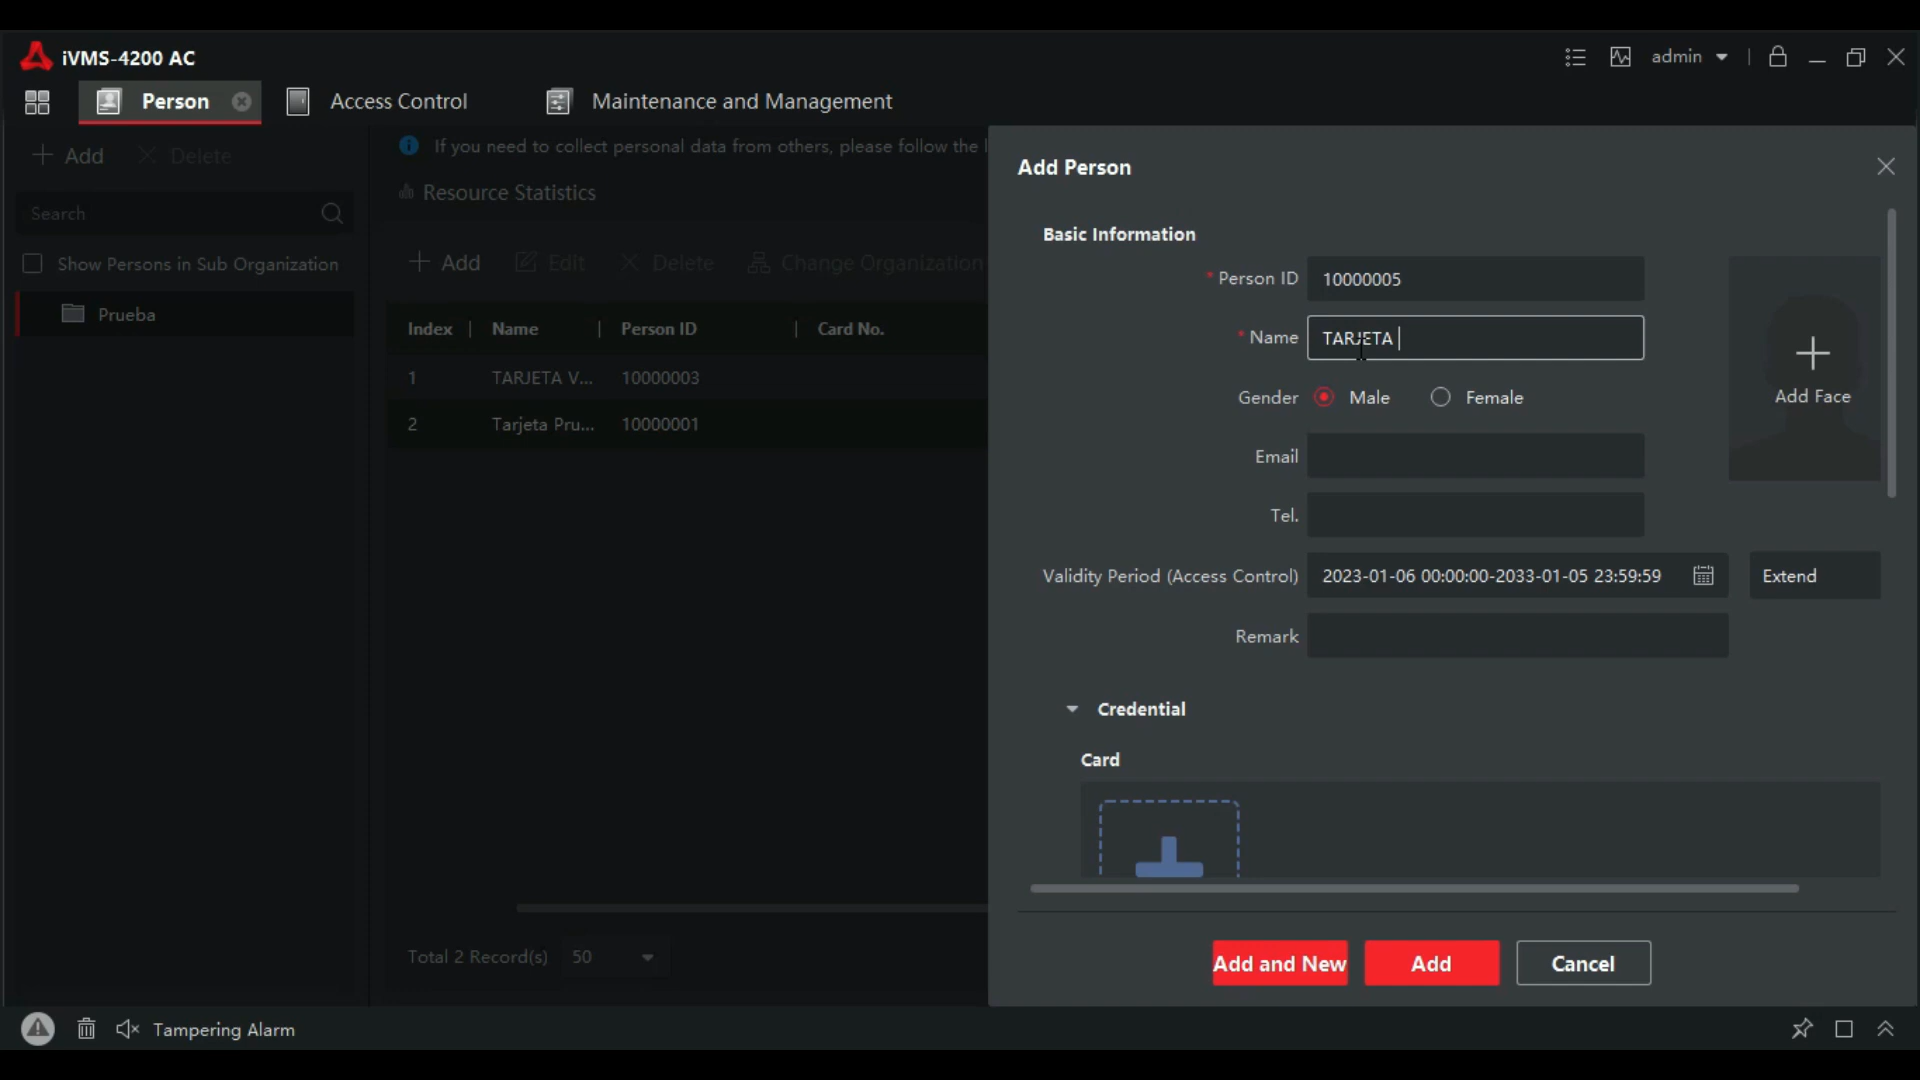 iVMS-4200 AC
admin
Person
Access Control
Maintenance and Management
Add
Delete
Search
Show Persons in Sub Organization
Prueba
If you need to collect personal data from others, please follow the l
Resource Statistics
Add
Edit
Delete
Change Organization
Index | Name | Person ID | Card No.
1 TARJETA V... 10000003
2 Tarjeta Pru... 10000001
Total 2 Record(s) 50
Add Person
Basic Information
* Person ID 10000005
* Name TARJETA
Gender Male Female
Email
Tel.
Validity Period (Access Control) 2023-01-06 00:00:00-2033-01-05 23:59:59 Extend
Remark
Add Face
Credential
Card
Add and New
Add
Cancel
Tampering Alarm